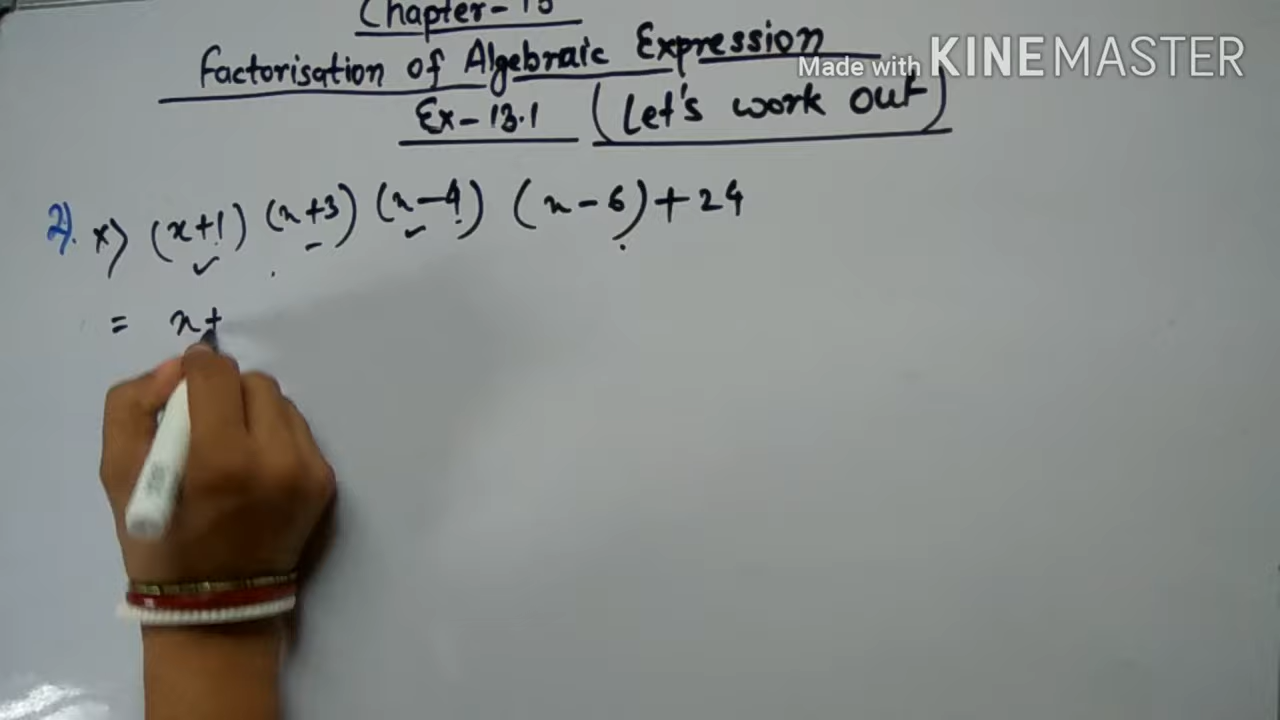 Chapter-13
Made with KINEMASTER
Factorisation of Algebraic Expression
Ex-13.1 (Let's work out)
2). x) (x+1) (x+3) (x-4) (x-6)+24
= x+